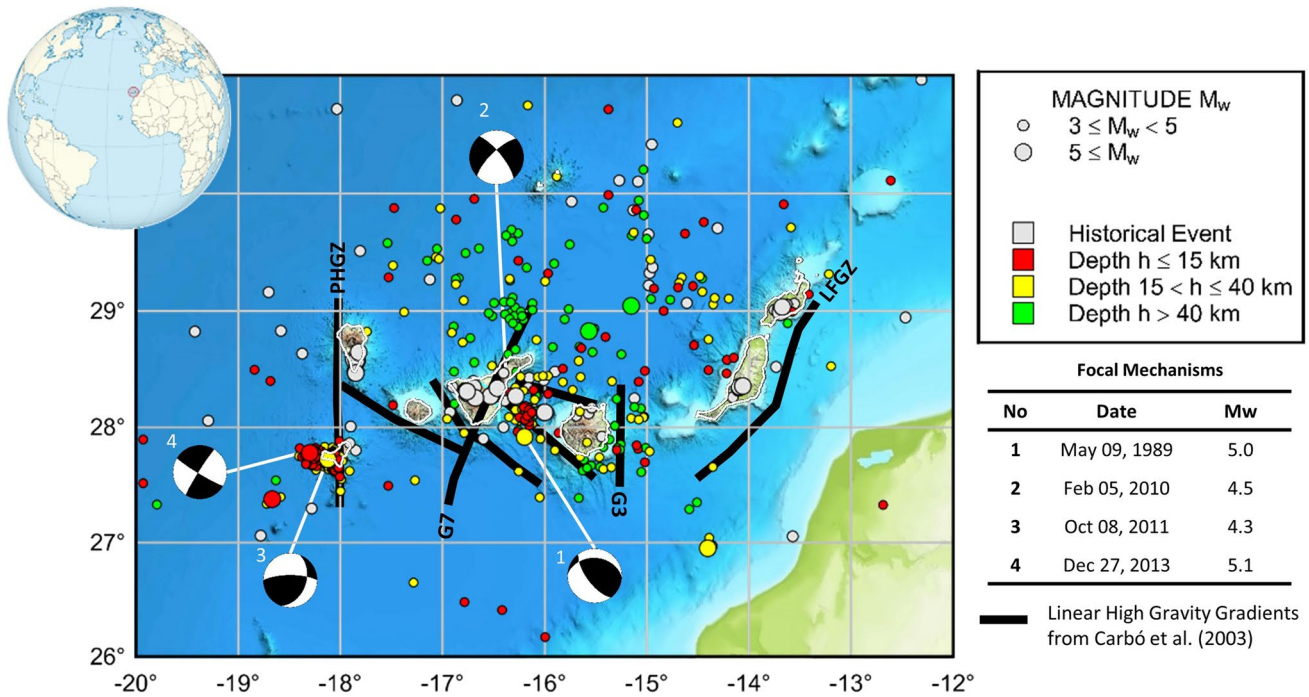 2
PHGZ
LFGZ
4
G3
G7
3
1
29°
28°
27°
26°
-20° -19° -18° -17° -16° -15° -14° -13° -12°
MAGNITUDE Mw
3 ≤ Mw < 5
5 ≤ Mw
Historical Event
Depth h ≤ 15 km
Depth 15 < h ≤ 40 km
Depth h > 40 km
Focal Mechanisms
No Date Mw
1 May 09, 1989 5.0
2 Feb 05, 2010 4.5
3 Oct 08, 2011 4.3
4 Dec 27, 2013 5.1
Linear High Gravity Gradients
from Carbó et al. (2003)